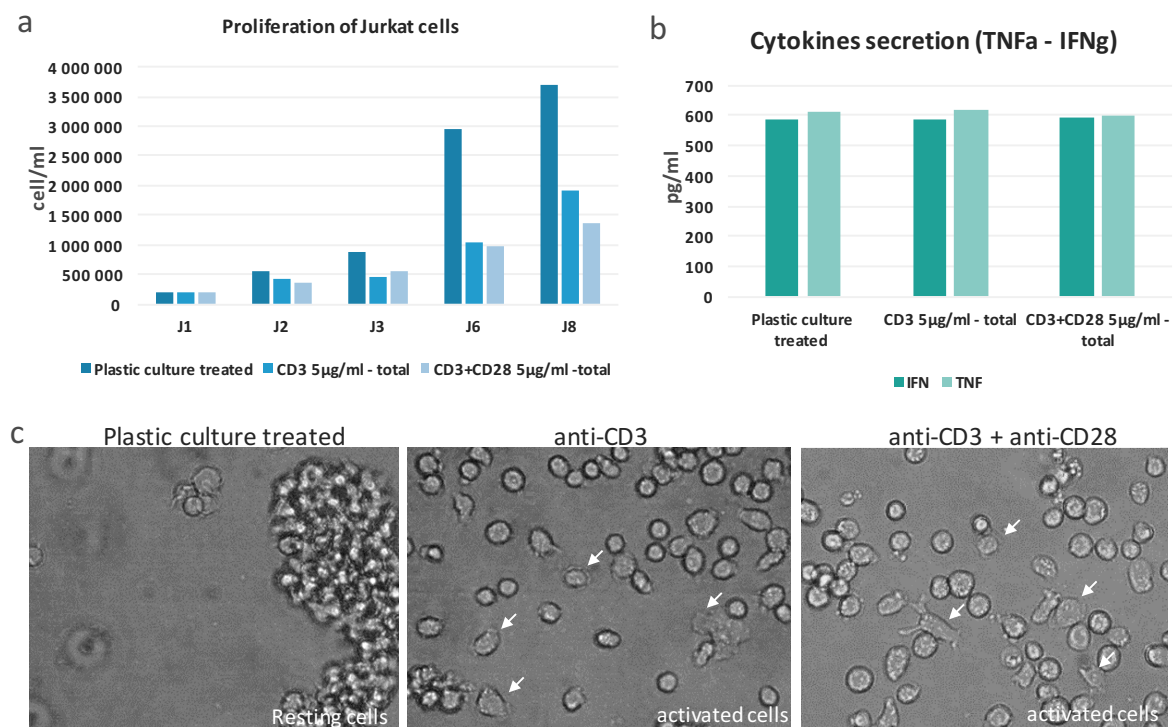 a
Proliferation of Jurkat cells
4 000 000
3 500 000
3 000 000
2 500 000
2 000 000
1 500 000
1 000 000
500 000
0
cell/ml
J1 J2 J3 J6 J8
Plastic culture treated CD3 5µg/ml - total CD3+CD28 5µg/ml -total
b
Cytokines secretion (TNFa - IFNg)
700
600
500
400
300
200
100
0
pg/ml
Plastic culture treated
CD3 5µg/ml - total
CD3+CD28 5µg/ml - total
IFN TNF
c
Plastic culture treated
anti-CD3
anti-CD3 + anti-CD28
Resting cells
activated cells
activated cells